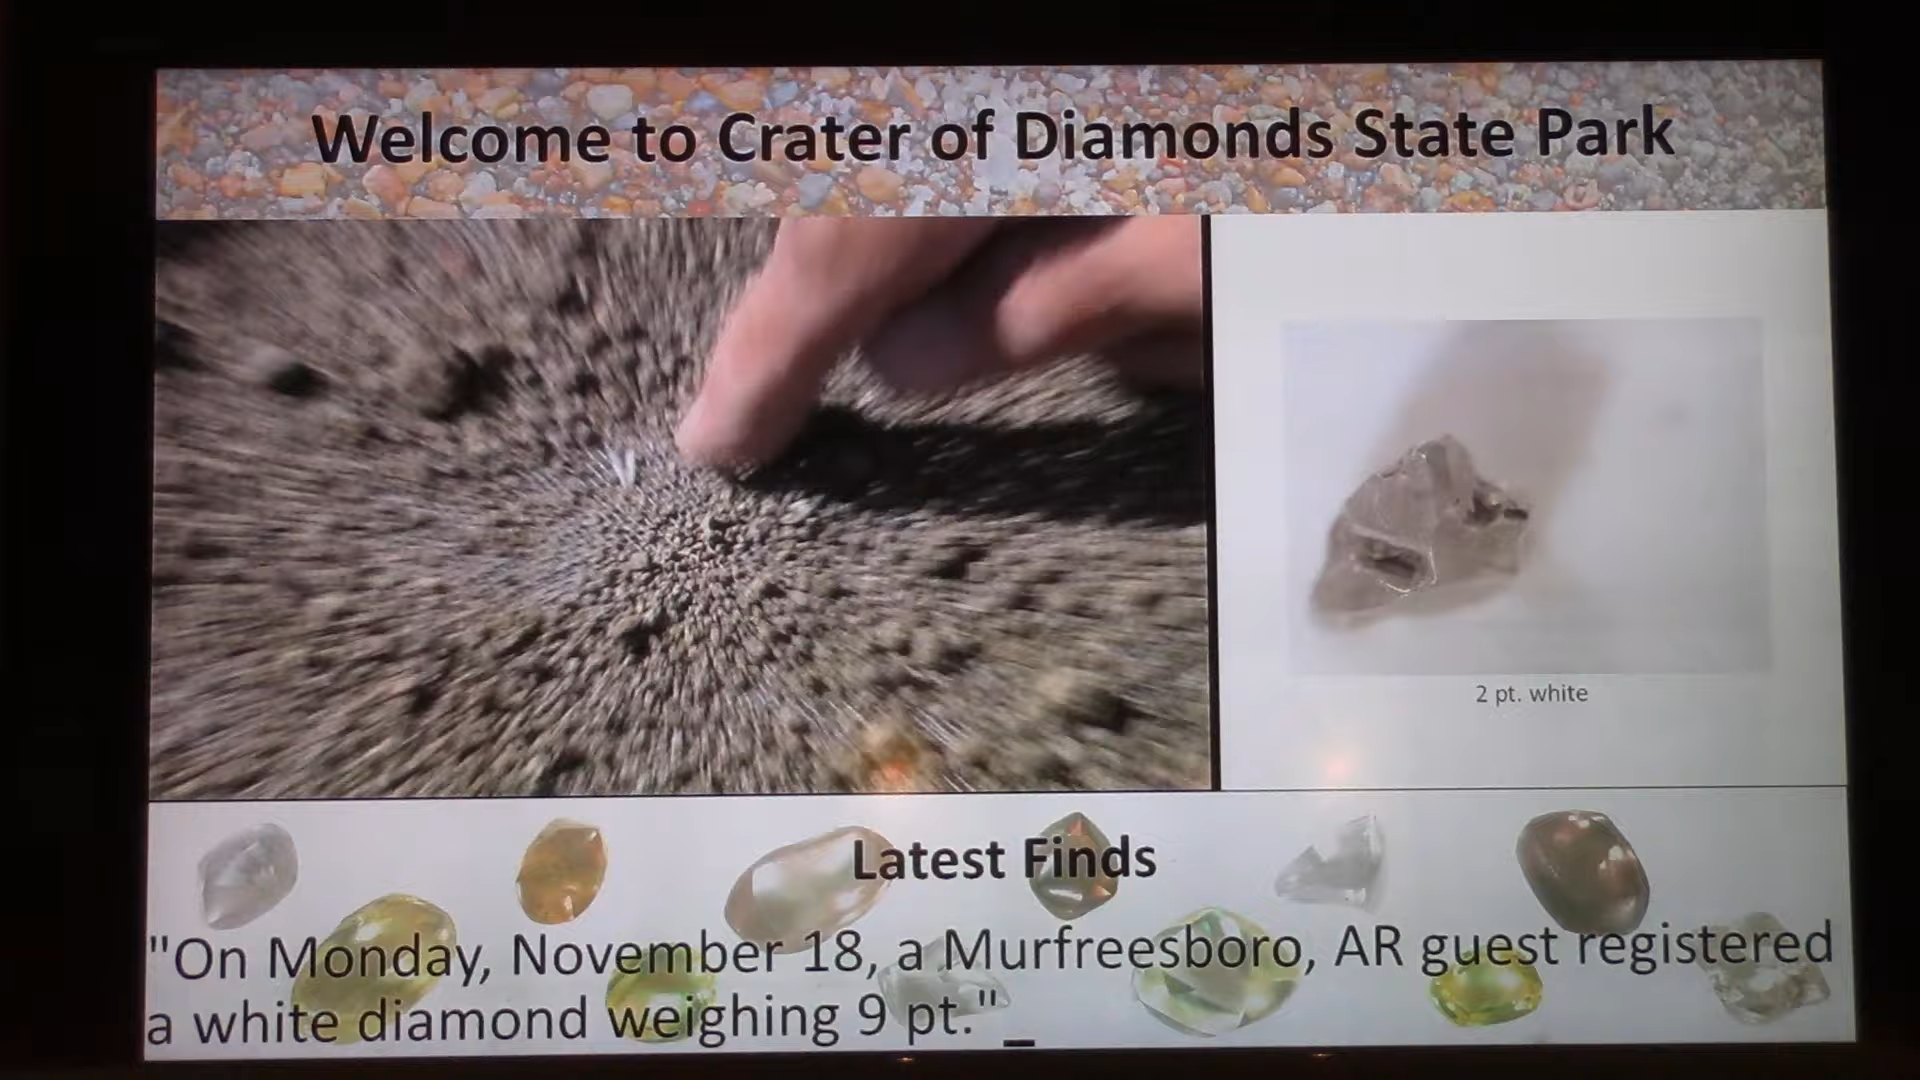 Welcome to Crater of Diamonds State Park
2 pt. white
Latest Finds
"On Monday, November 18, a Murfreesboro, AR guest registered
a white diamond weighing 9 pt."_